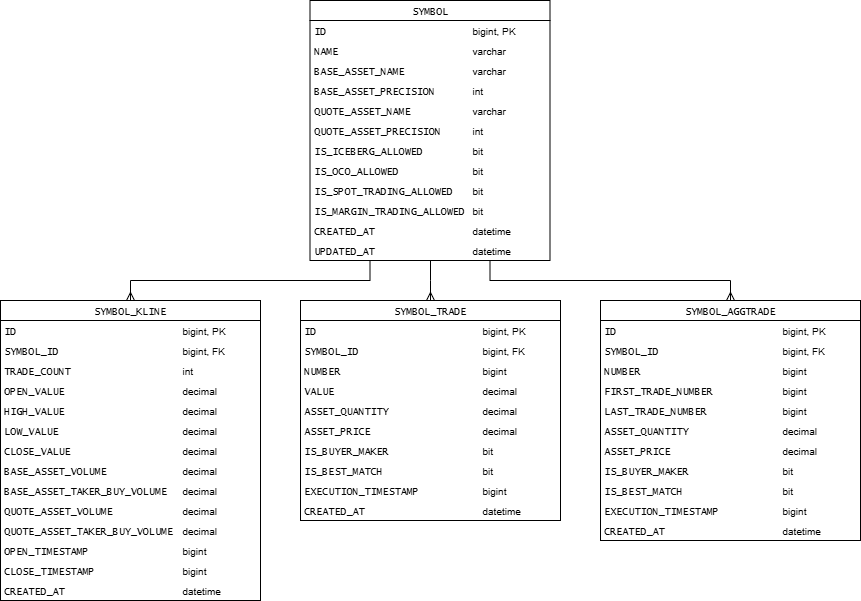 SYMBOL
ID bigint, PK
NAME varchar
BASE_ASSET_NAME varchar
BASE_ASSET_PRECISION int
QUOTE_ASSET_NAME varchar
QUOTE_ASSET_PRECISION int
IS_ICEBERG_ALLOWED bit
IS_OCO_ALLOWED bit
IS_SPOT_TRADING_ALLOWED bit
IS_MARGIN_TRADING_ALLOWED bit
CREATED_AT datetime
UPDATED_AT datetime
SYMBOL_KLINE
ID bigint, PK
SYMBOL_ID bigint, FK
TRADE_COUNT int
OPEN_VALUE decimal
HIGH_VALUE decimal
LOW_VALUE decimal
CLOSE_VALUE decimal
BASE_ASSET_VOLUME decimal
BASE_ASSET_TAKER_BUY_VOLUME decimal
QUOTE_ASSET_VOLUME decimal
QUOTE_ASSET_TAKER_BUY_VOLUME decimal
OPEN_TIMESTAMP bigint
CLOSE_TIMESTAMP bigint
CREATED_AT datetime
SYMBOL_TRADE
ID bigint, PK
SYMBOL_ID bigint, FK
NUMBER bigint
VALUE decimal
ASSET_QUANTITY decimal
ASSET_PRICE decimal
IS_BUYER_MAKER bit
IS_BEST_MATCH bit
EXECUTION_TIMESTAMP bigint
CREATED_AT datetime
SYMBOL_AGGTRADE
ID bigint, PK
SYMBOL_ID bigint, FK
NUMBER bigint
FIRST_TRADE_NUMBER bigint
LAST_TRADE_NUMBER bigint
ASSET_QUANTITY decimal
ASSET_PRICE decimal
IS_BUYER_MAKER bit
IS_BEST_MATCH bit
EXECUTION_TIMESTAMP bigint
CREATED_AT datetime